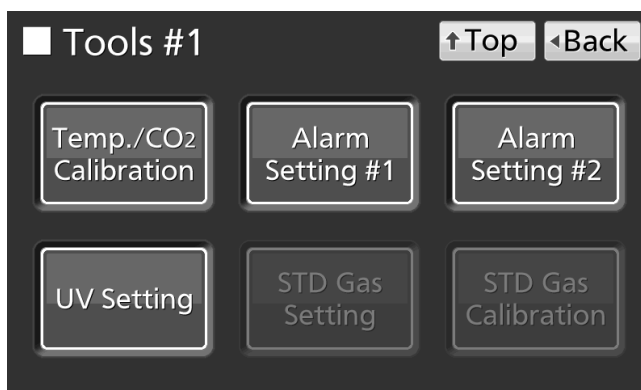 Tools #1
↑Top
◂Back
Temp./CO2
Calibration
Alarm
Setting #1
Alarm
Setting #2
UV Setting
STD Gas
Setting
STD Gas
Calibration